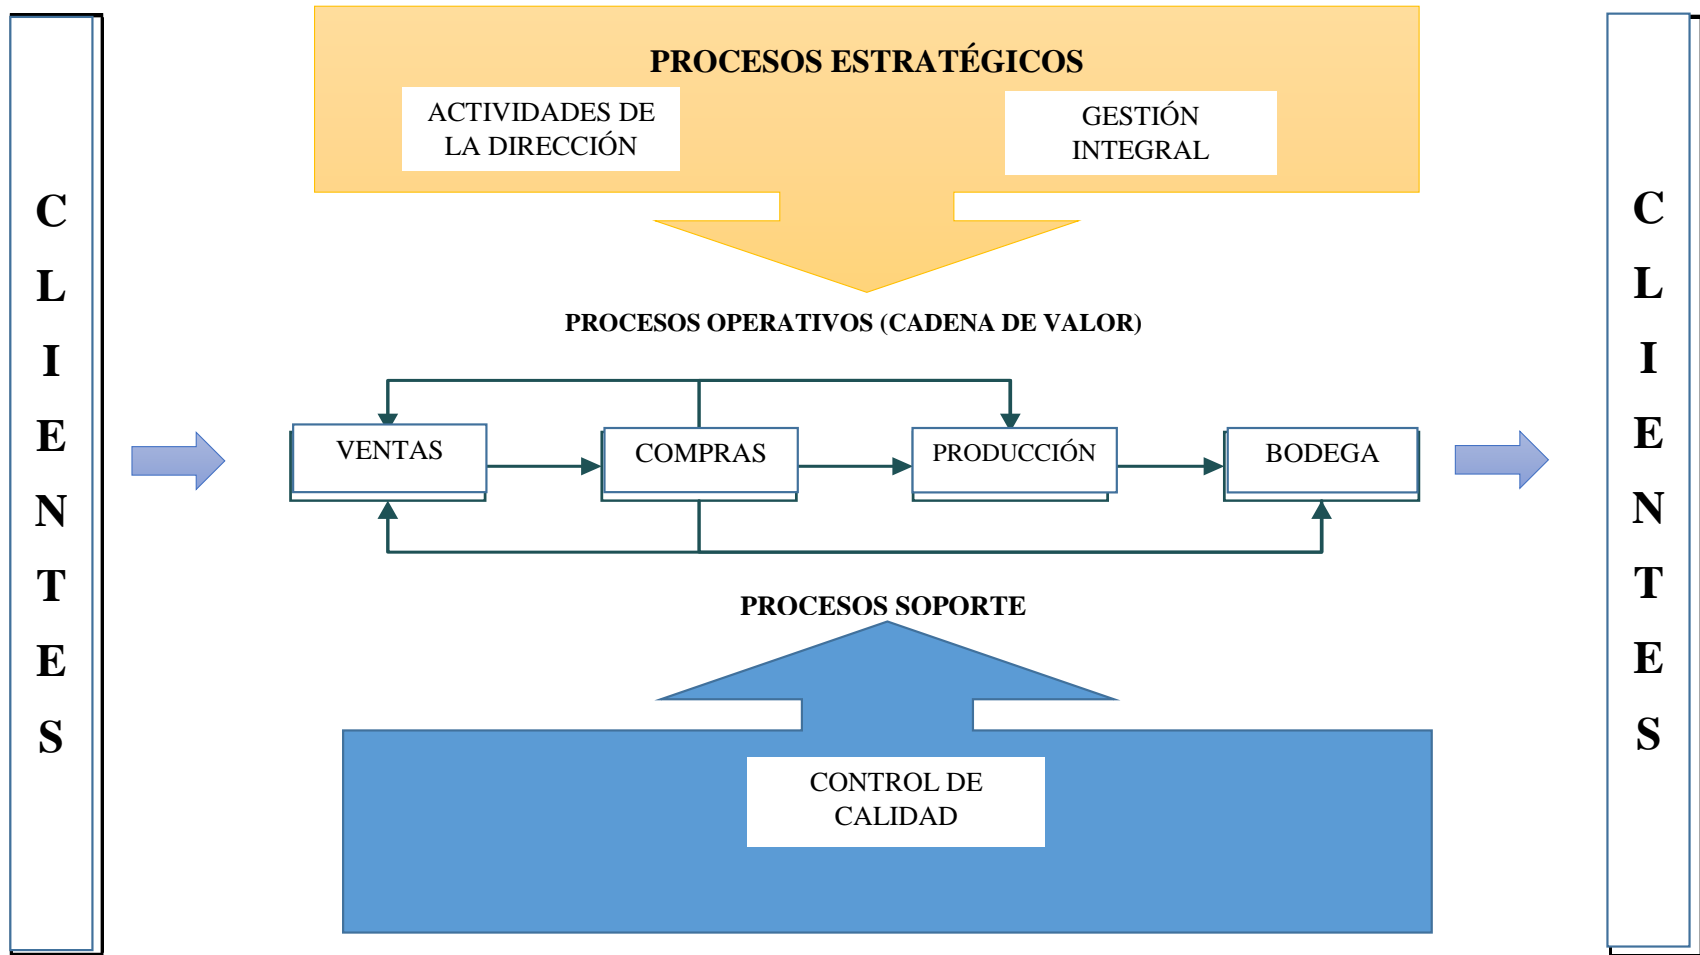 C
L
I
E
N
T
E
S
PROCESOS ESTRATÉGICOS
ACTIVIDADES DE
LA DIRECCIÓN
GESTIÓN
INTEGRAL
PROCESOS OPERATIVOS (CADENA DE VALOR)
VENTAS
COMPRAS
PRODUCCIÓN
BODEGA
PROCESOS SOPORTE
CONTROL DE
CALIDAD
C
L
I
E
N
T
E
S